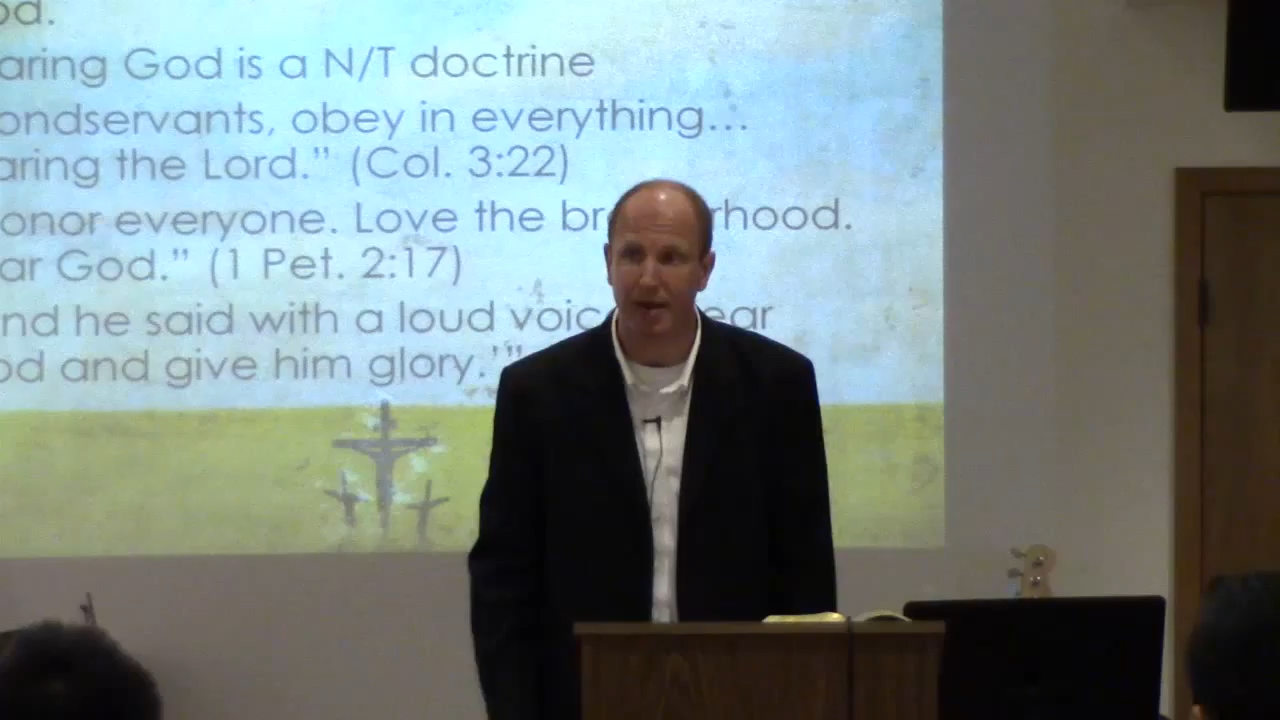 od.
aring God is a N/T doctrine
ondservants, obey in everything…
aring the Lord.” (Col. 3:22)
onor everyone. Love the br rhood.
ar God.” (1 Pet. 2:17)
nd he said with a loud voic ear
od and give him glory.’”